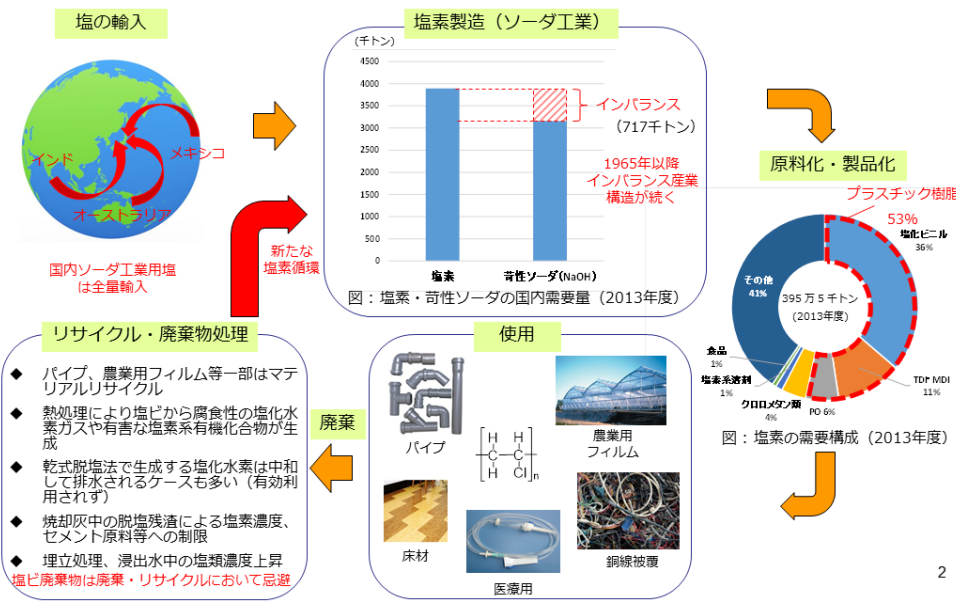 塩の輸入
インド
メキシコ
オーストラリア
国内ソーダ工業用塩
は全量輸入
塩素製造（ソーダ工業）
(千トン)
4500
4000
3500
3000
2500
2000
1500
1000
500
0
塩素
苛性ソーダ(NaOH)
インバランス
（717千トン）
1965年以降
インバランス産業
構造が続く
図：塩素・苛性ソーダの国内需要量（2013年度）
新たな
塩素循環
原料化・製品化
プラスチック樹脂
53%
塩化ビニル
36%
その他
41%
395万5千トン
(2013年度)
食品
1%
塩素系溶剤
1%
クロロメタン類
4%
PO 6%
TDI･MDI
11%
図：塩素の需要構成（2013年度）
使用
パイプ
農業用
フィルム
H H
C C
H Cl n
床材
医療用
銅線被覆
廃棄
リサイクル・廃棄物処理
◆ パイプ、農業用フィルム等一部はマテ
リアルリサイクル
◆ 熱処理により塩ビから腐食性の塩化水
素ガスや有害な塩素系有機化合物が生
成
◆ 乾式脱塩法で生成する塩化水素は中和
して排水されるケースも多い（有効利
用されず）
◆ 焼却灰中の脱塩残渣による塩素濃度、
セメント原料等への制限
◆ 埋立処理、浸出水中の塩類濃度上昇
塩ビ廃棄物は廃棄・リサイクルにおいて忌避
2